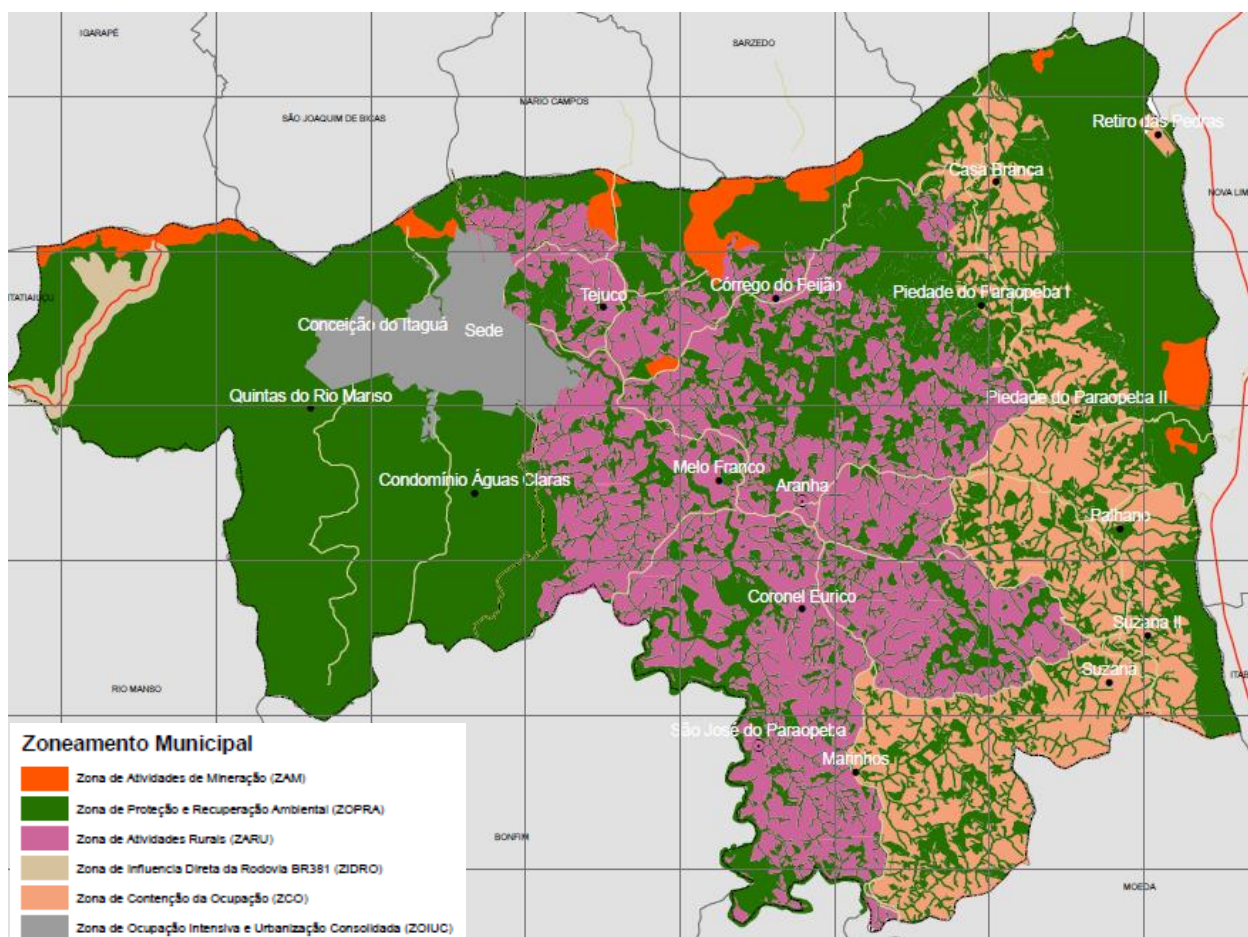 IGARAPÉ
SARZEDO
MARIO CAMPOS
SÃO JOAQUIM DE BICAS
Retiro das Pedras
Casa Branca
NOVA LIM
ITATIAIUÇU
Tejuco
Córrego do Feijão
Piedade do Paraopeba I
Conceição do Itaguá
Sede
Quintas do Rio Manso
Piedade do Paraopeba II
Condomínio Águas Claras
Melo Franco
Aranha
Palhano
Coronel Eurico
Suzana II
Suzana
ITAB
RIO MANSO
São José do Paraopeba
Marinhos
BONFIM
MOEDA
Zoneamento Municipal
Zona de Atividades de Mineração (ZAM)
Zona de Proteção e Recuperação Ambiental (ZOPRA)
Zona de Atividades Rurais (ZARU)
Zona de Influencia Direta da Rodovia BR381 (ZIDRO)
Zona de Contenção da Ocupação (ZCO)
Zona de Ocupação Intensiva e Urbanização Consolidada (ZOIUC)